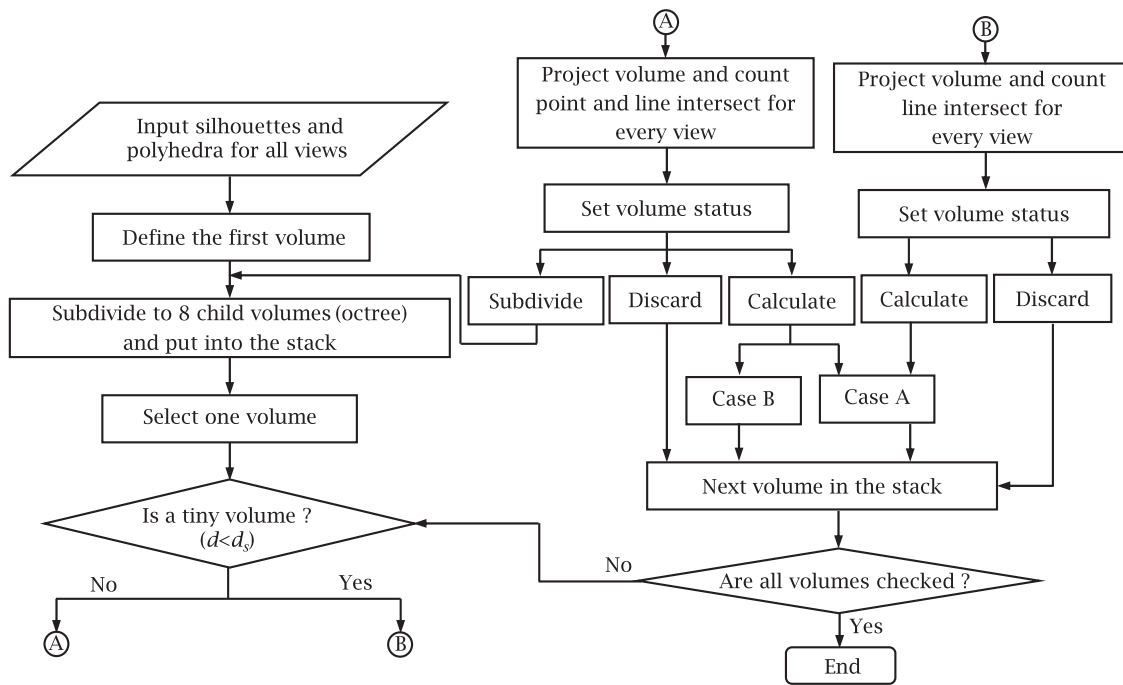 Input silhouettes and
polyhedra for all views
Define the first volume
Subdivide to 8 child volumes (octree)
and put into the stack
Select one volume
Is a tiny volume ?
(d<ds)
No
Yes
A
B
A
Project volume and count
point and line intersect for
every view
Set volume status
Subdivide
Discard
Calculate
Case B
Case A
B
Project volume and count
line intersect for
every view
Set volume status
Calculate
Discard
Next volume in the stack
Are all volumes checked ?
No
Yes
End